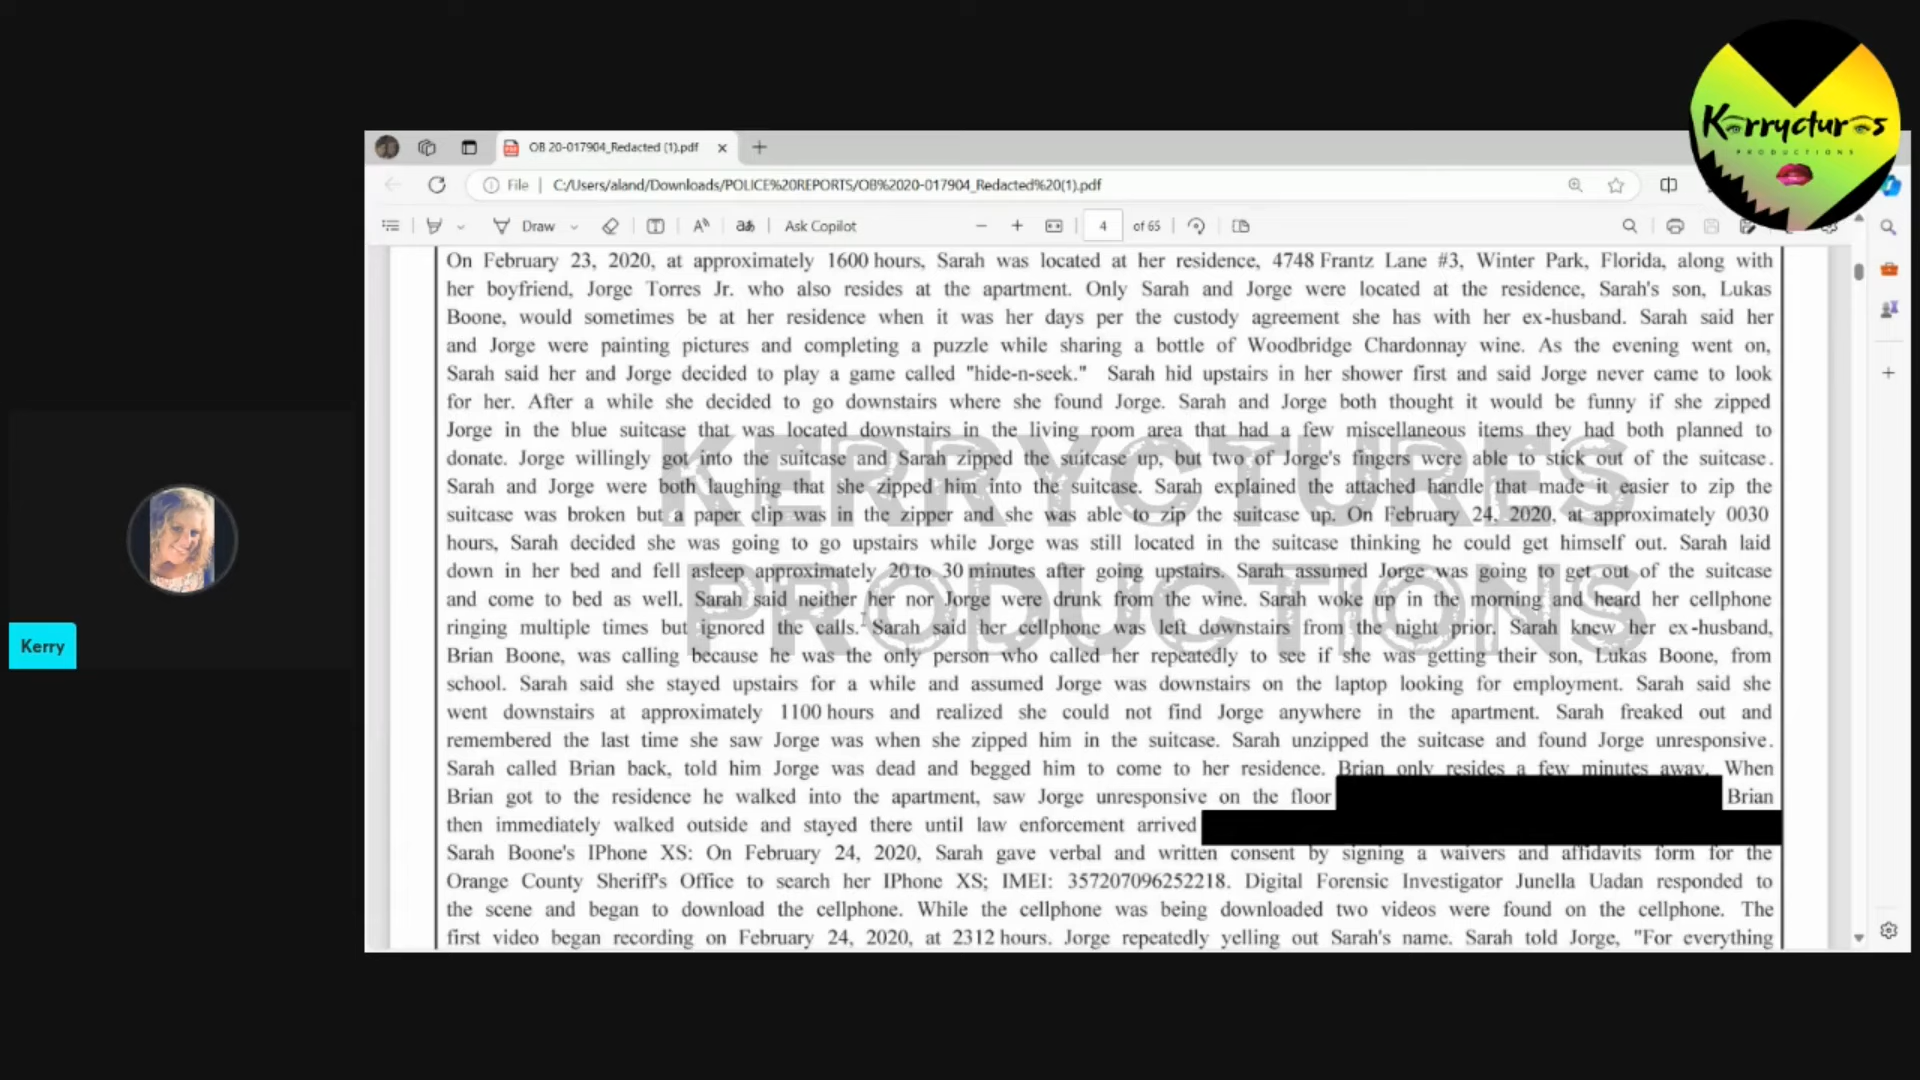 Kerryctures
PRODUCTIONS
OB 20-017904_Redacted (1).pdf
File
C:/Users/aland/Downloads/POLICE%20REPORTS/OB%2020-017904_Redacted%20(1).pdf
Draw
Ask Copilot
4 of 65
On February 23, 2020, at approximately 1600 hours, Sarah was located at her residence, 4748 Frantz Lane #3, Winter Park, Florida, along with
her boyfriend, Jorge Torres Jr. who also resides at the apartment. Only Sarah and Jorge were located at the residence, Sarah's son, Lukas
Boone, would sometimes be at her residence when it was her days per the custody agreement she has with her ex-husband. Sarah said her
and Jorge were painting pictures and completing a puzzle while sharing a bottle of Woodbridge Chardonnay wine. As the evening went on,
Sarah said her and Jorge decided to play a game called "hide-n-seek." Sarah hid upstairs in her shower first and said Jorge never came to look
for her. After a while she decided to go downstairs where she found Jorge. Sarah and Jorge both thought it would be funny if she zipped
Jorge in the blue suitcase that was located downstairs in the living room area that had a few miscellaneous items they had both planned to
donate. Jorge willingly got into the suitcase and Sarah zipped the suitcase up, but two of Jorge's fingers were able to stick out of the suitcase.
Sarah and Jorge were both laughing that she zipped him into the suitcase. Sarah explained the attached handle that made it easier to zip the
suitcase was broken but a paper clip was in the zipper and she was able to zip the suitcase up. On February 24, 2020, at approximately 0030
hours, Sarah decided she was going to go upstairs while Jorge was still located in the suitcase thinking he could get himself out. Sarah laid
down in her bed and fell asleep approximately 20 to 30 minutes after going upstairs. Sarah assumed Jorge was going to get out of the suitcase
and come to bed as well. Sarah said neither her nor Jorge were drunk from the wine. Sarah woke up in the morning and heard her cellphone
ringing multiple times but ignored the calls. Sarah said her cellphone was left downstairs from the night prior. Sarah knew her ex-husband,
Brian Boone, was calling because he was the only person who called her repeatedly to see if she was getting their son, Lukas Boone, from
school. Sarah said she stayed upstairs for a while and assumed Jorge was downstairs on the laptop looking for employment. Sarah said she
went downstairs at approximately 1100 hours and realized she could not find Jorge anywhere in the apartment. Sarah freaked out and
remembered the last time she saw Jorge was when she zipped him in the suitcase. Sarah unzipped the suitcase and found Jorge unresponsive.
Sarah called Brian back, told him Jorge was dead and begged him to come to her residence. Brian only resides a few minutes away. When
Brian got to the residence he walked into the apartment, saw Jorge unresponsive on the floor Brian
then immediately walked outside and stayed there until law enforcement arrived
Sarah Boone's IPhone XS: On February 24, 2020, Sarah gave verbal and written consent by signing a waivers and affidavits form for the
Orange County Sheriff's Office to search her IPhone XS; IMEI: 357207096252218. Digital Forensic Investigator Junella Uadan responded to
the scene and began to download the cellphone. While the cellphone was being downloaded two videos were found on the cellphone. The
first video began recording on February 24, 2020, at 2312 hours. Jorge repeatedly yelling out Sarah's name. Sarah told Jorge, "For everything
KERRYCTURES
PRODUCTIONS
Kerry